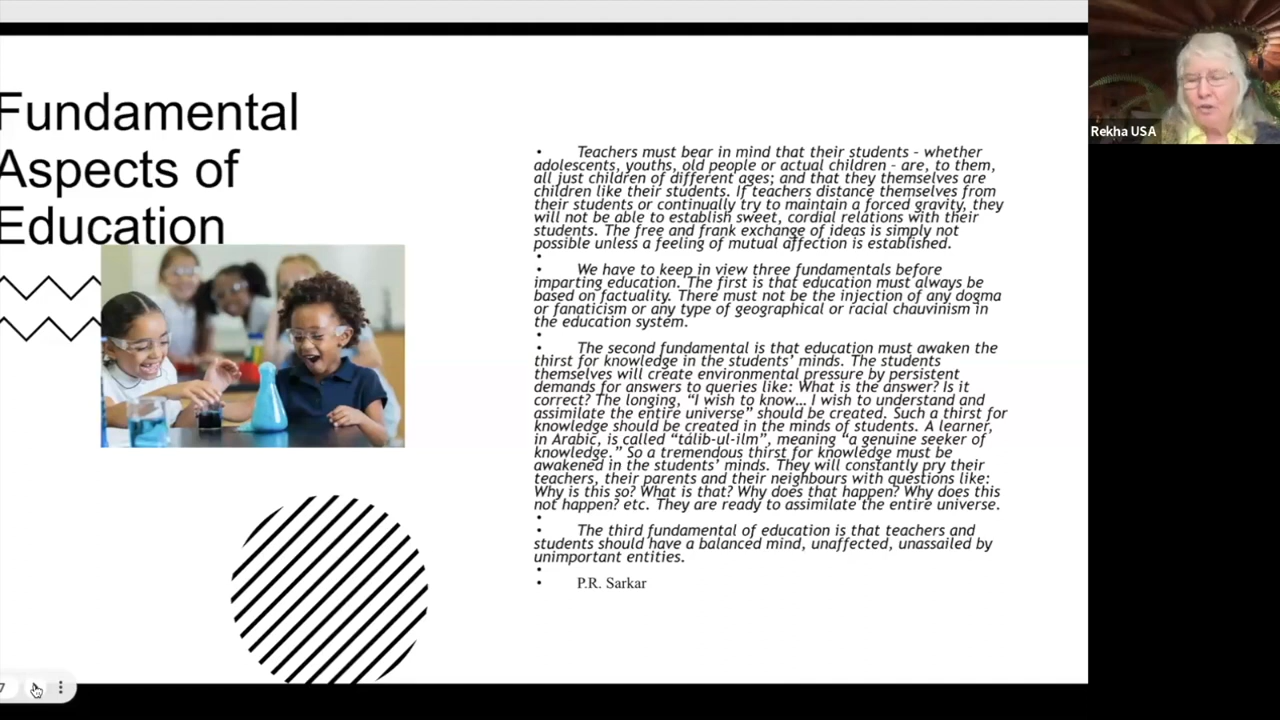 Fundamental
Aspects of
Education
• Teachers must bear in mind that their students – whether
adolescents, youths, old people or actual children – are, to them,
all just children of different ages; and that they themselves are
children like their students. If teachers distance themselves from
their students or continually try to maintain a forced gravity, they
will not be able to establish sweet, cordial relations with their
students. The free and frank exchange of ideas is simply not
possible unless a feeling of mutual affection is established.
•
• We have to keep in view three fundamentals before
imparting education. The first is that education must always be
based on factuality. There must not be the injection of any dogma
or fanaticism or any type of geographical or racial chauvinism in
the education system.
•
• The second fundamental is that education must awaken the
thirst for knowledge in the students’ minds. The students
themselves will create environmental pressure by persistent
demands for answers to queries like: What is the answer? Is it
correct? The longing, “I wish to know… I wish to understand and
assimilate the entire universe” should be created. Such a thirst for
knowledge should be created in the minds of students. A learner,
in Arabic, is called “tálib-ul-ilm”, meaning “a genuine seeker of
knowledge.” So a tremendous thirst for knowledge must be
awakened in the students’ minds. They will constantly pry their
teachers, their parents and their neighbours with questions like:
Why is this so? What is that? Why does that happen? Why does this
not happen? etc. They are ready to assimilate the entire universe.
•
• The third fundamental of education is that teachers and
students should have a balanced mind, unaffected, unassailed by
unimportant entities.
•
• P.R. Sarkar
Rekha USA
7